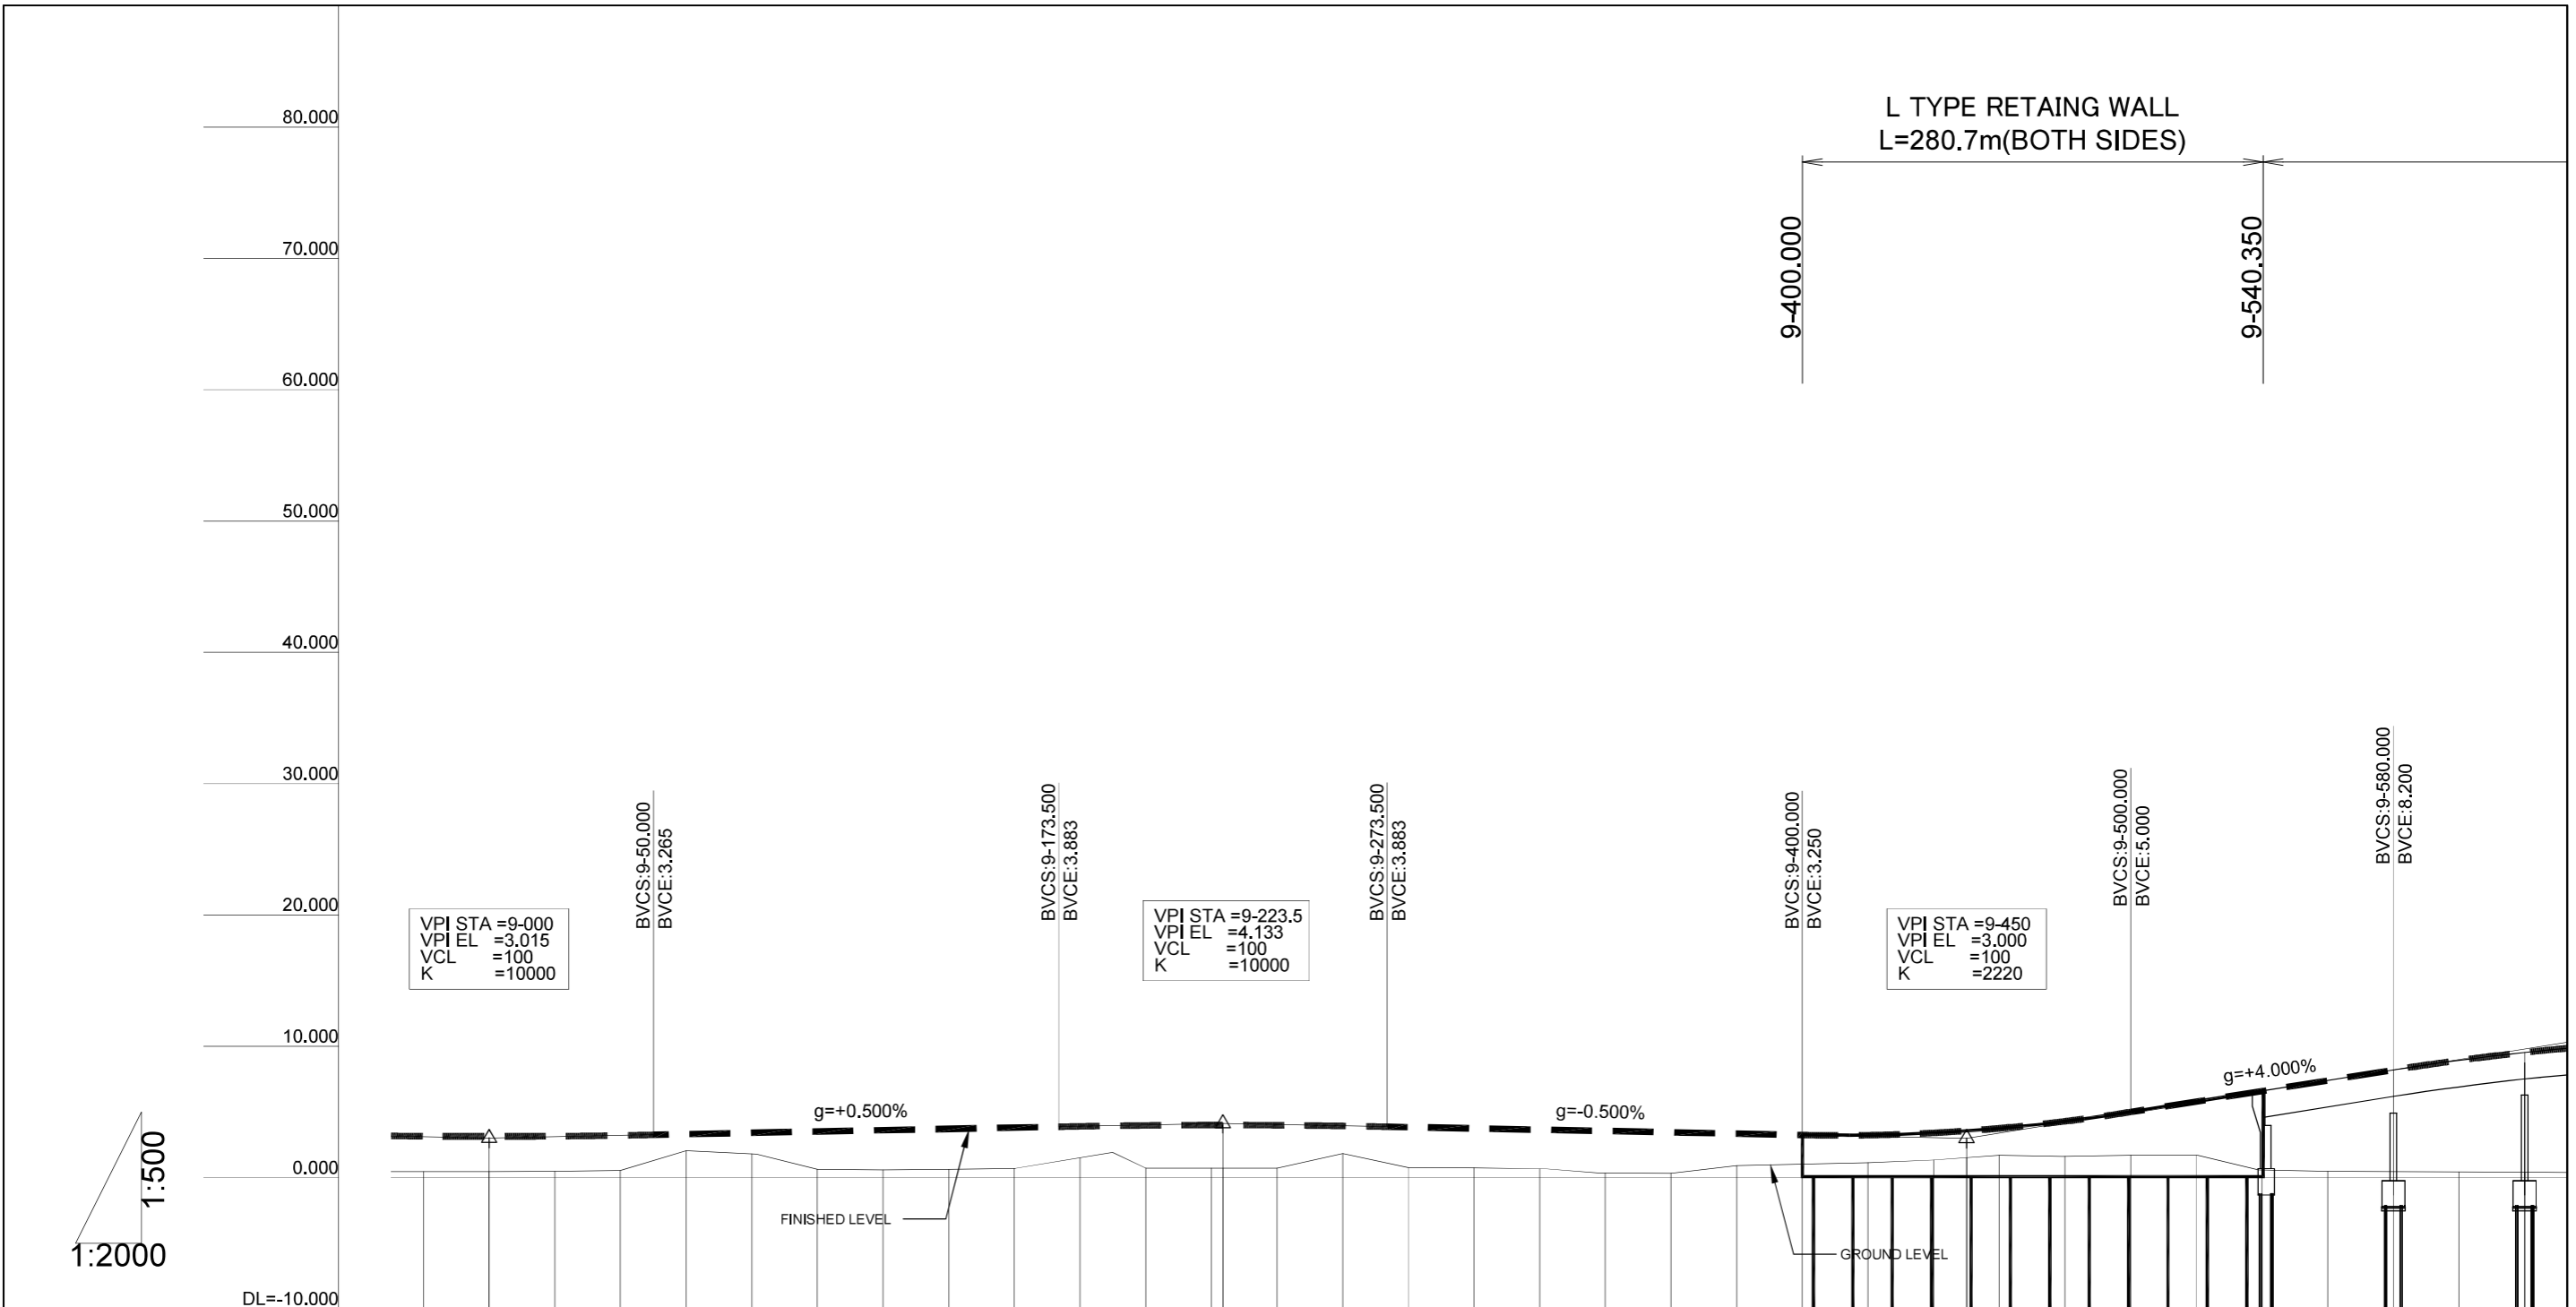 L TYPE RETAING WALL
L=280.7m(BOTH SIDES)
80.000
70.000
60.000
50.000
40.000
30.000
20.000
10.000
0.000
DL=-10.000
9-400.000
9-540.350
BVCS:9-50.000
BVCE:3.265
BVCS:9-173.500
BVCE:3.883
BVCS:9-273.500
BVCE:3.883
BVCS:9-400.000
BVCE:3.250
BVCS:9-500.000
BVCE:5.000
BVCS:9-580.000
BVCE:8.200
VPI STA =9-000
VPI EL =3.015
VCL =100
K =10000
VPI STA =9-223.5
VPI EL =4.133
VCL =100
K =10000
VPI STA =9-450
VPI EL =3.000
VCL =100
K =2220
g=+0.500%
g=-0.500%
g=+4.000%
FINISHED LEVEL
GROUND LEVEL
1:500
1:2000